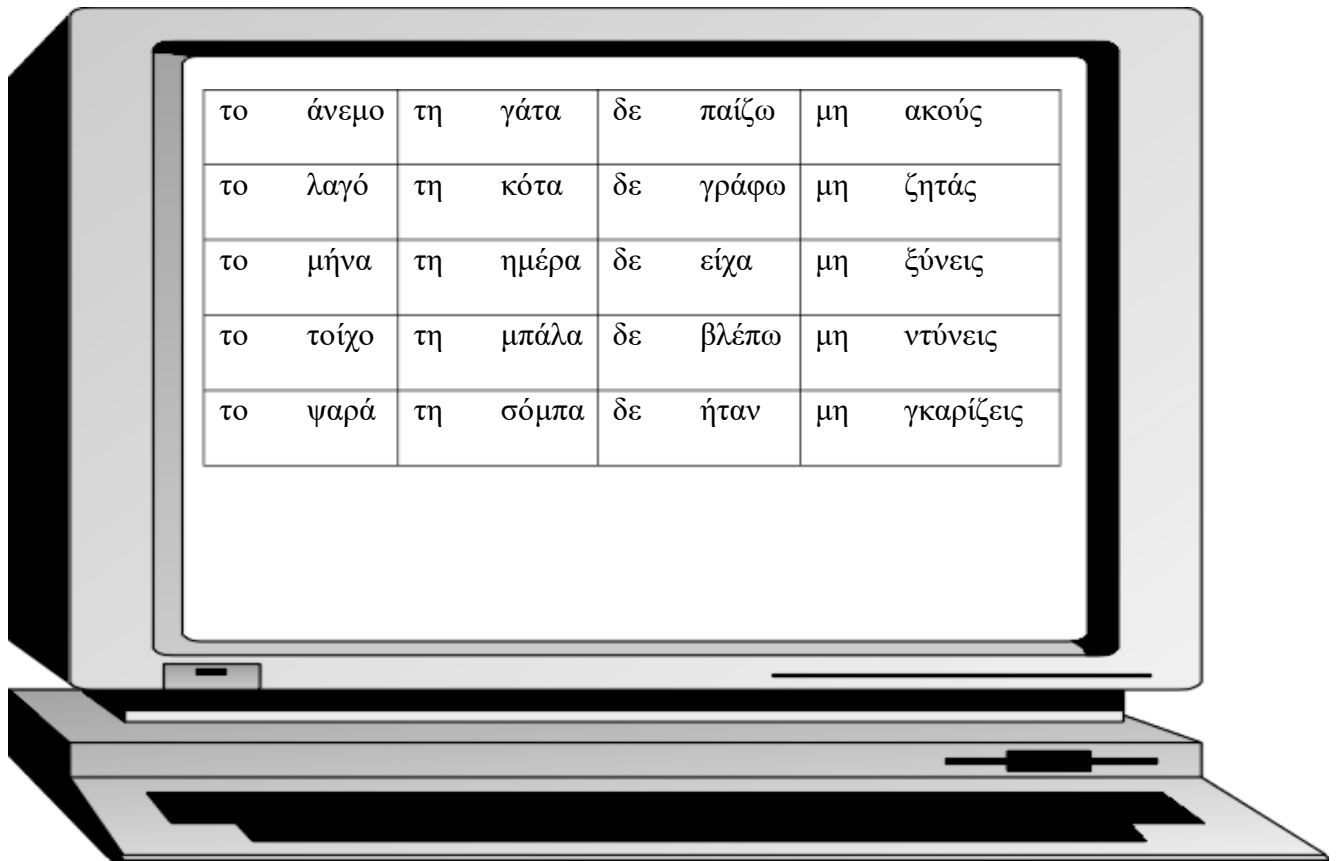 το άνεμο τη γάτα δε παίζω μη ακούς
το λαγό τη κότα δε γράφω μη ζητάς
το μήνα τη ημέρα δε είχα μη ξύνεις
το τοίχο τη μπάλα δε βλέπω μη ντύνεις
το ψαρά τη σόμπα δε ήταν μη γκαρίζεις